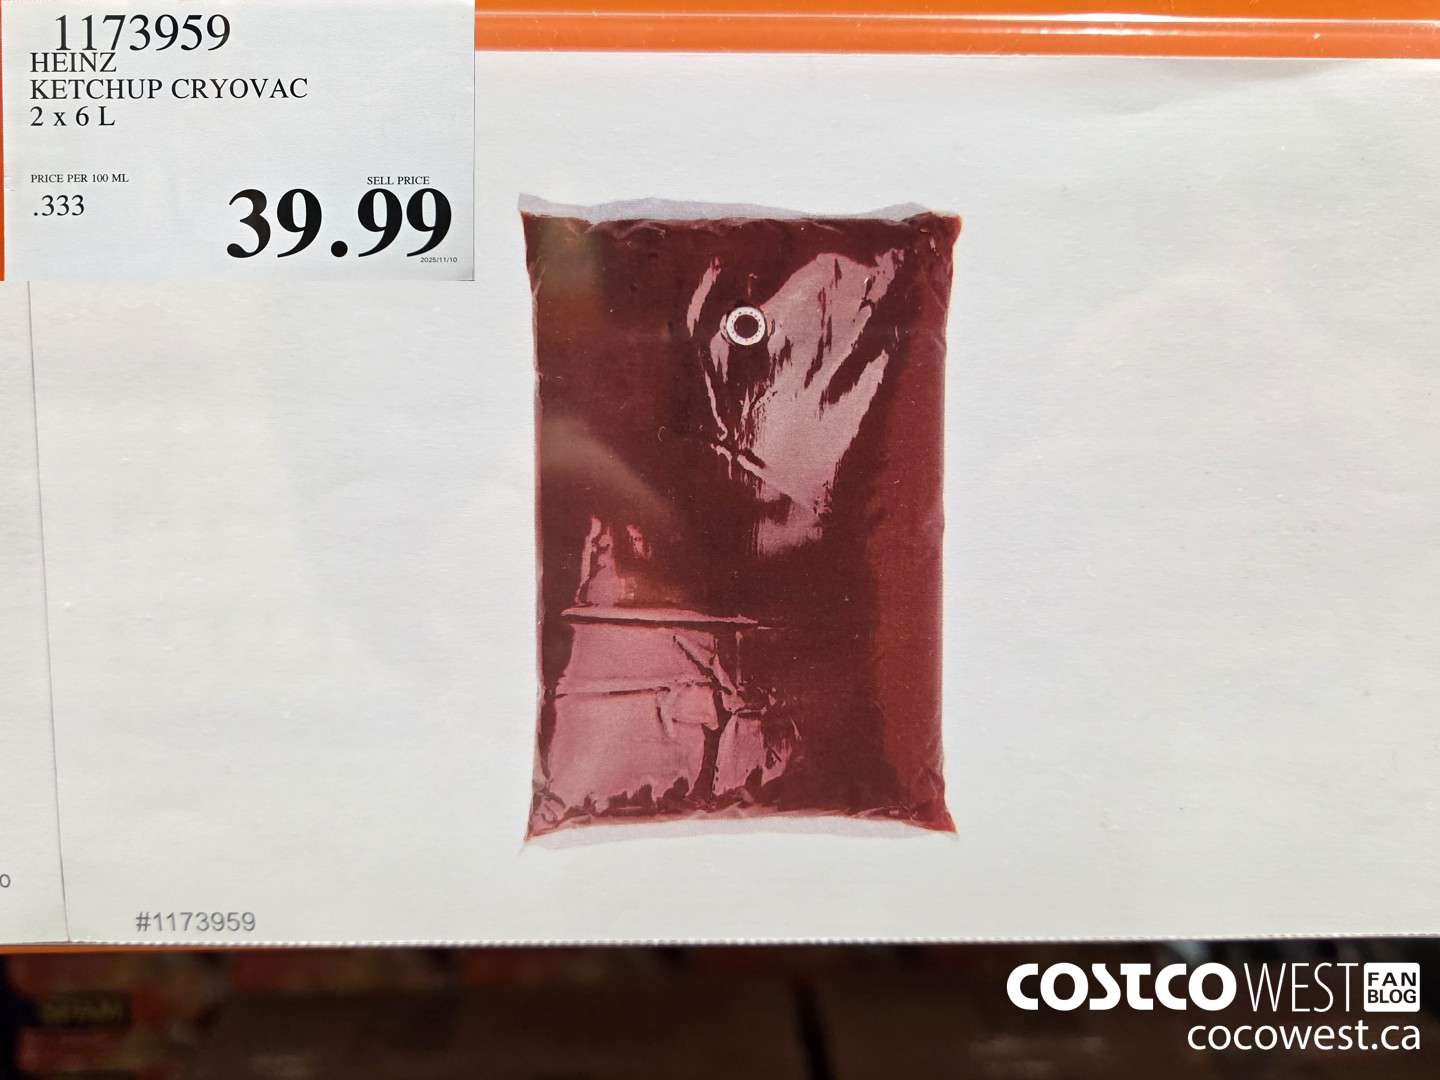 1173959
HEINZ
KETCHUP CRYOVAC
2 x 6 L
PRICE PER 100 ML
.333
SELL PRICE
39.99
2025/11/10
#1173959
COSTCO WEST FAN BLOG
cocowest.ca